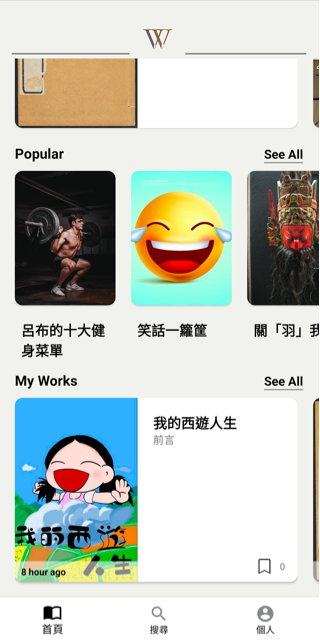 W
Popular
See All
呂布的十大健
身菜單
笑話一籮筐
關「羽」我
My Works
See All
我的西遊人生
前言
我的西遊
人生
8 hour ago
0
首頁
搜尋
個人